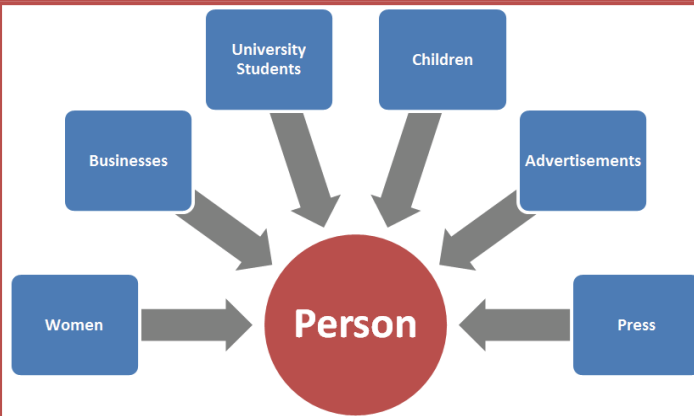 University
Students
Children
Businesses
Advertisements
Women
Person
Press